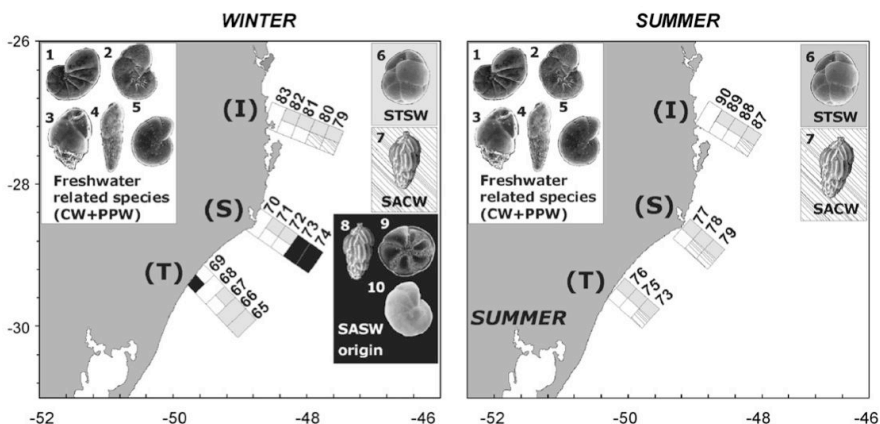 WINTER
SUMMER
-26
-28
-30
1
2
3
4
5
Freshwater
related species
(CW+PPW)
(I)
83
82
81
80
79
6
STSW
7
SACW
(S)
70
71
72
73
74
8
9
10
SASW
origin
(T)
69
68
67
66
65
-52
-50
-48
-46
1
2
3
4
5
Freshwater
related species
(CW+PPW)
(I)
90
89
88
87
6
STSW
7
SACW
(S)
77
78
79
(T)
76
75
73
SUMMER
-52
-50
-48
-46